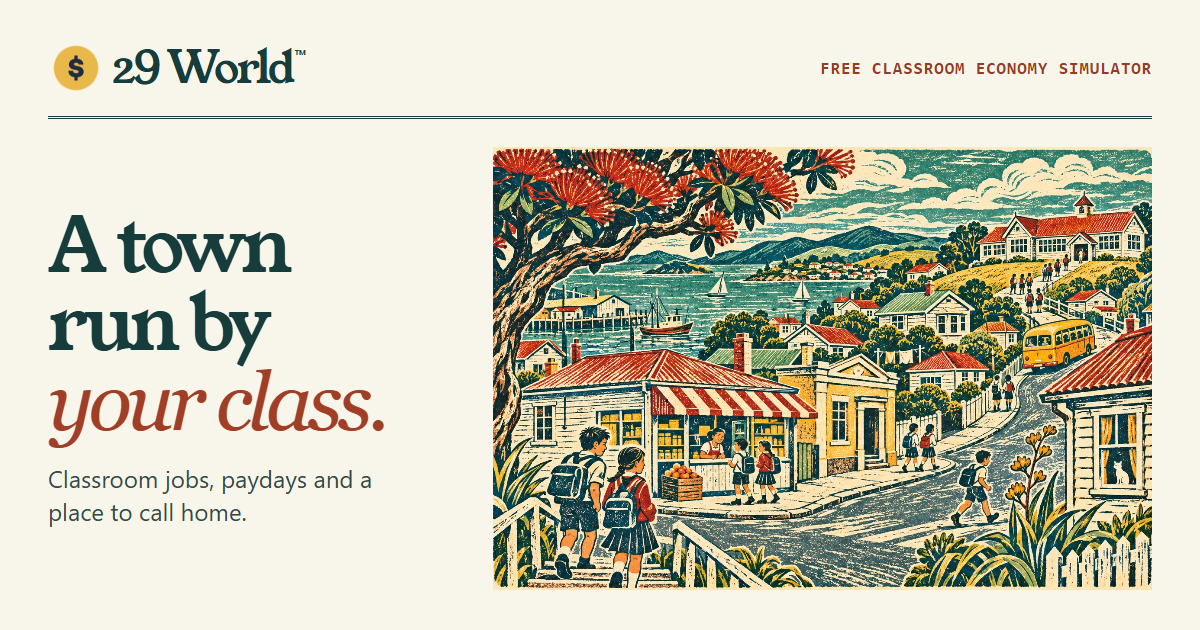 $
29 World™
FREE CLASSROOM ECONOMY SIMULATOR
A town
run by
your class.
Classroom jobs, paydays and a
place to call home.